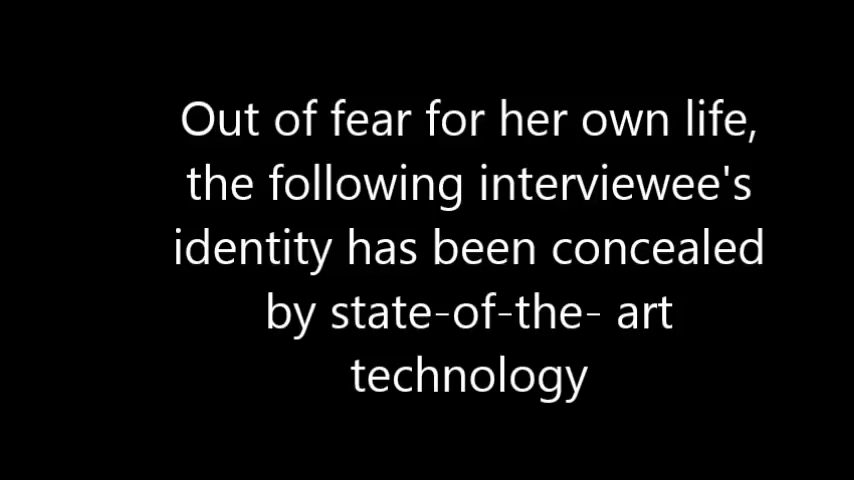 Out of fear for her own life,
the following interviewee's
identity has been concealed
by state-of-the- art
technology